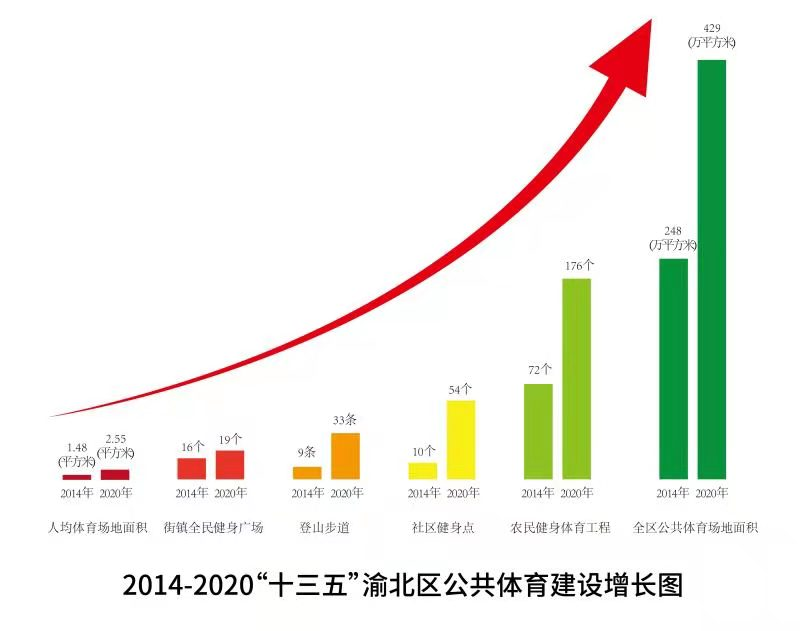 429
(万平方米)
248
(万平方米)
176个
72个
54个
10个
33条
9条
19个
16个
2.55
(平方米)
1.48
(平方米)
2014年 2020年 2014年 2020年 2014年 2020年 2014年 2020年 2014年 2020年 2014年 2020年
人均体育场地面积 街镇全民健身广场 登山步道 社区健身点 农民健身体育工程 全区公共体育场地面积
2014-2020“十三五”渝北区公共体育建设增长图